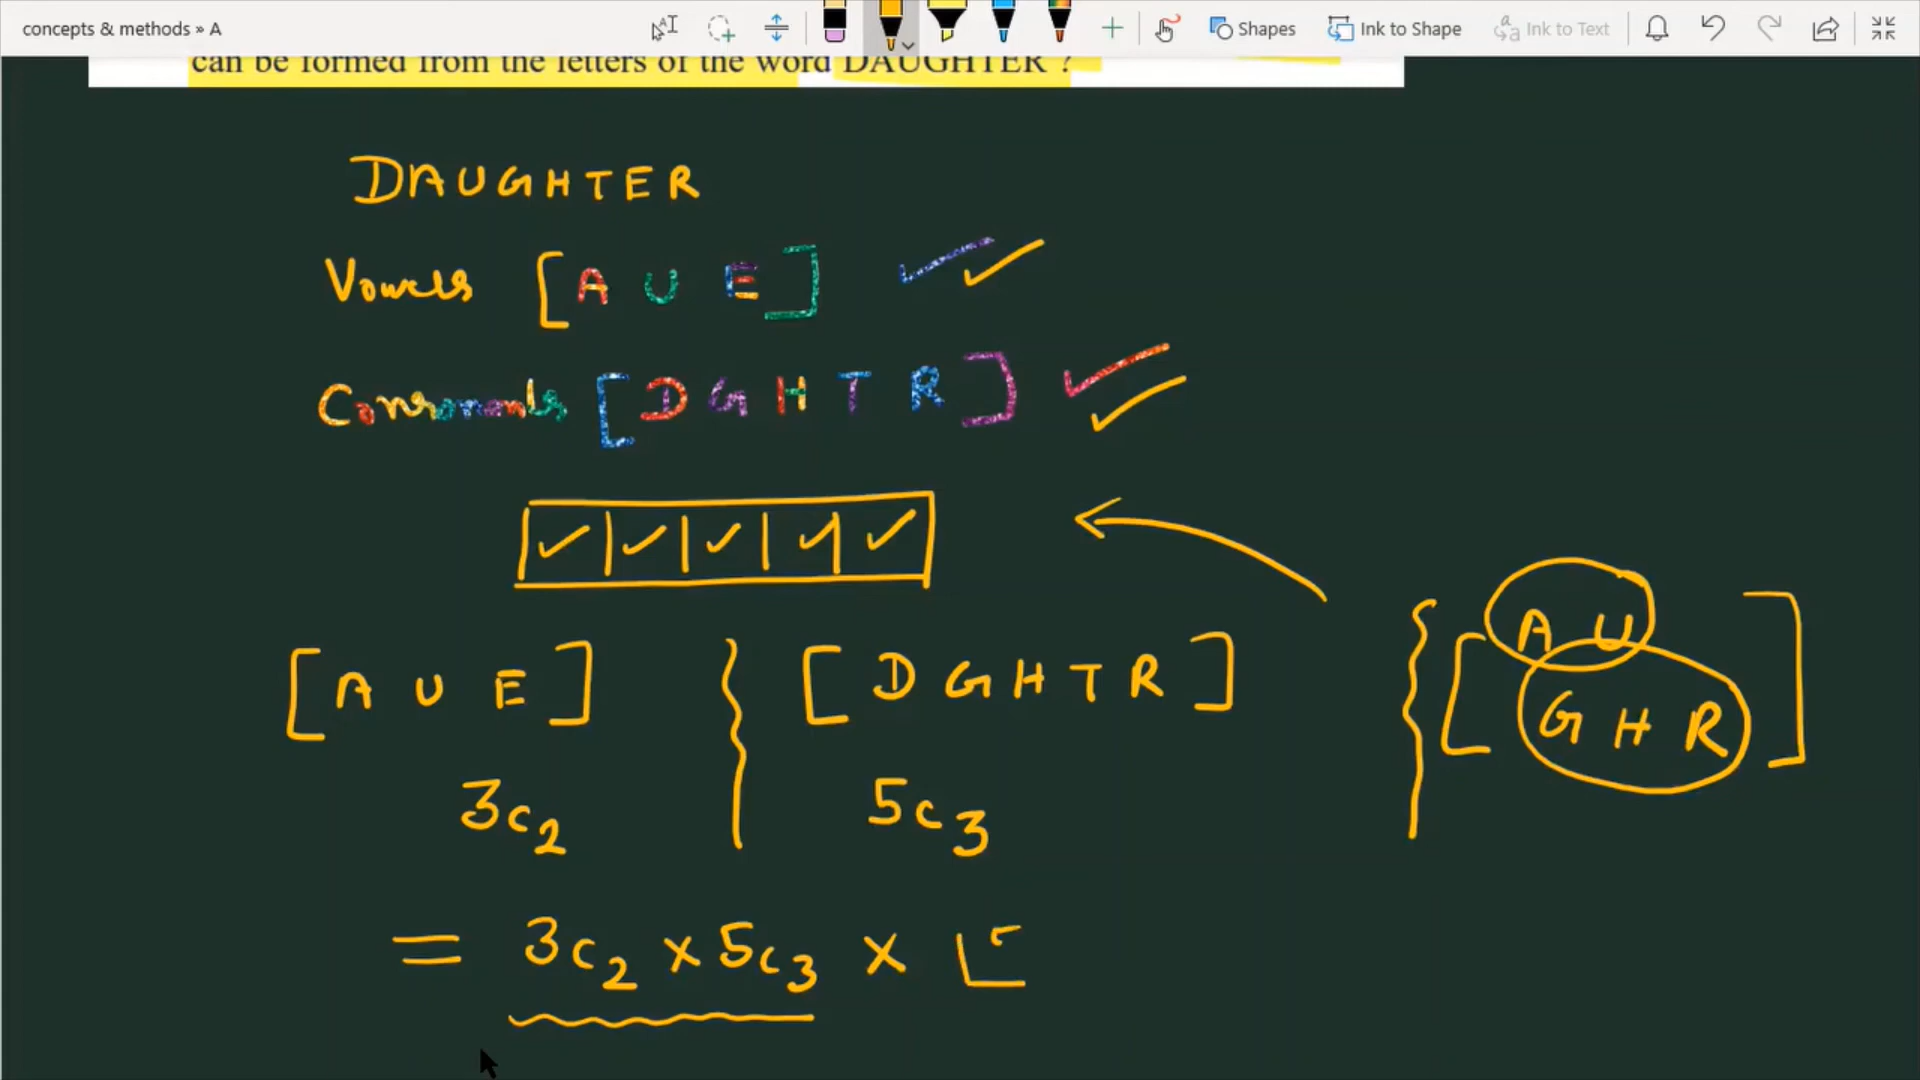 concepts & methods » A
Shapes Ink to Shape Ink to Text
can be formed from the letters of the word DAUGHTER ?
DAUGHTER
Vowels [A U E]
Consonants [D G H T R]
[A U E] [D G H T R]
A U
G H R
3c2 5c3
= 3c2 x 5c3 x